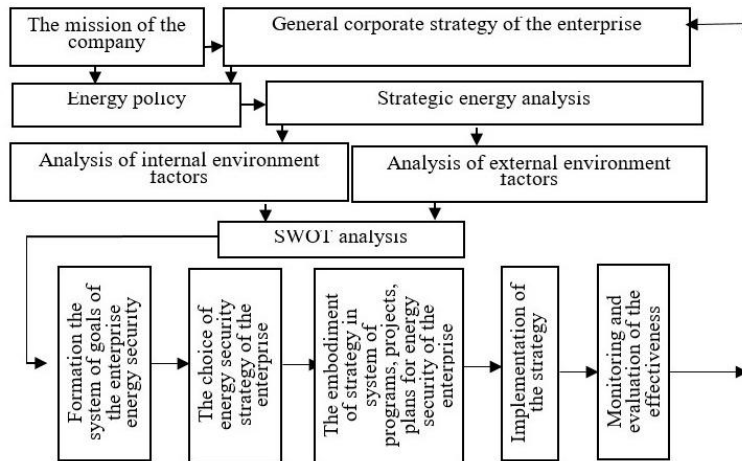 The mission of the
company
General corporate strategy of the enterprise
Energy policy
Strategic energy analysis
Analysis of internal environment
factors
Analysis of external environment
factors
SWOT analysis
Formation the
system of goals of
the enterprise
energy security
The choice of
energy security
strategy of the
enterprise
The embodiment
of strategy in
system of
programs, projects,
plans for energy
security of the
enterprise
Implementation of
the strategy
Monitoring and
evaluation of the
effectiveness